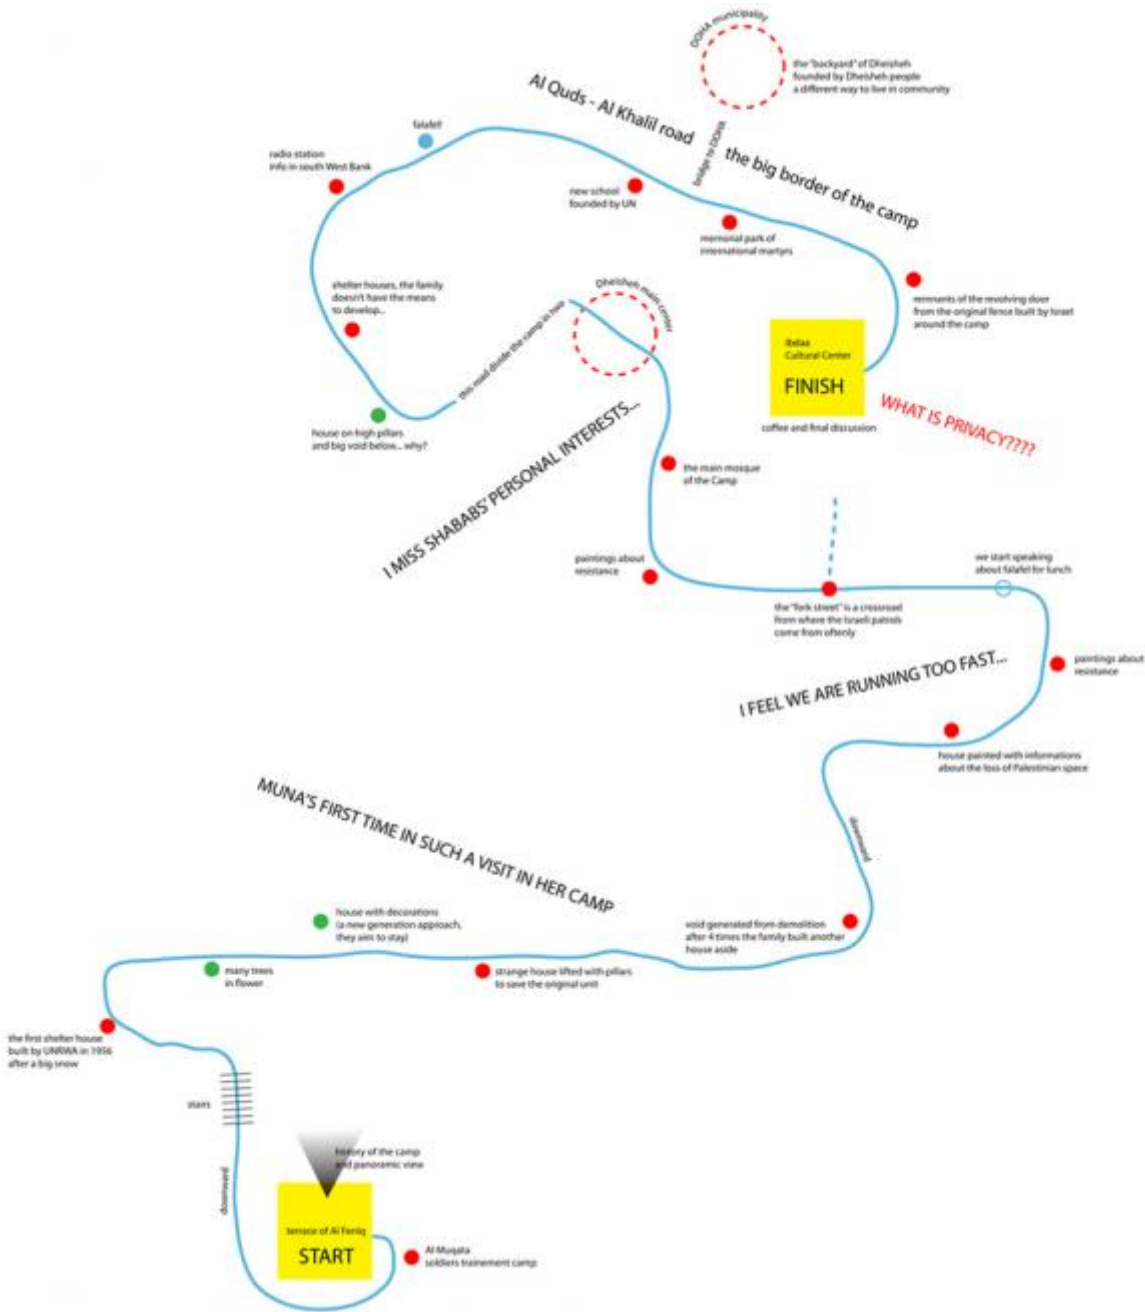 DOHA municipality
the "backyard" of Dheisheh
founded by Dheisheh people
a different way to live in community
Al Quds - Al Khalil road
the big border of the camp
bridge to DOHA
falafel!
radio station
info in south West Bank
new school
founded by UN
memorial park of
international martyrs
remnants of the revolving door
from the original fence built by Israel
around the camp
shelter houses, the family
doesn't have the means
to develop...
Dheisheh main center
this road divide the camp in two
Ibdaa
Cultural Center
FINISH
coffee and final discussion
WHAT IS PRIVACY????
house on high pillars
and big void below... why?
I MISS SHABABS' PERSONAL INTERESTS...
the main mosque
of the Camp
paintings about
resistance
we start speaking
about falafel for lunch
the "fork street" is a crossroad
from where the Israeli patrols
come from oftenly
paintings about
resistance
I FEEL WE ARE RUNNING TOO FAST...
house painted with informations
about the loss of Palestinian space
downward
MUNA'S FIRST TIME IN SUCH A VISIT IN HER CAMP
house with decorations
(a new generation approach,
they aim to stay)
void generated from demolition
after 4 times the family built another
house aside
many trees
in flower
strange house lifted with pillars
to save the original unit
the first shelter house
built by UNRWA in 1956
after a big snow
stairs
history of the camp
and panoramic view
downward
terrace of Al Feniq
START
Al Muqata
soldiers trainement camp